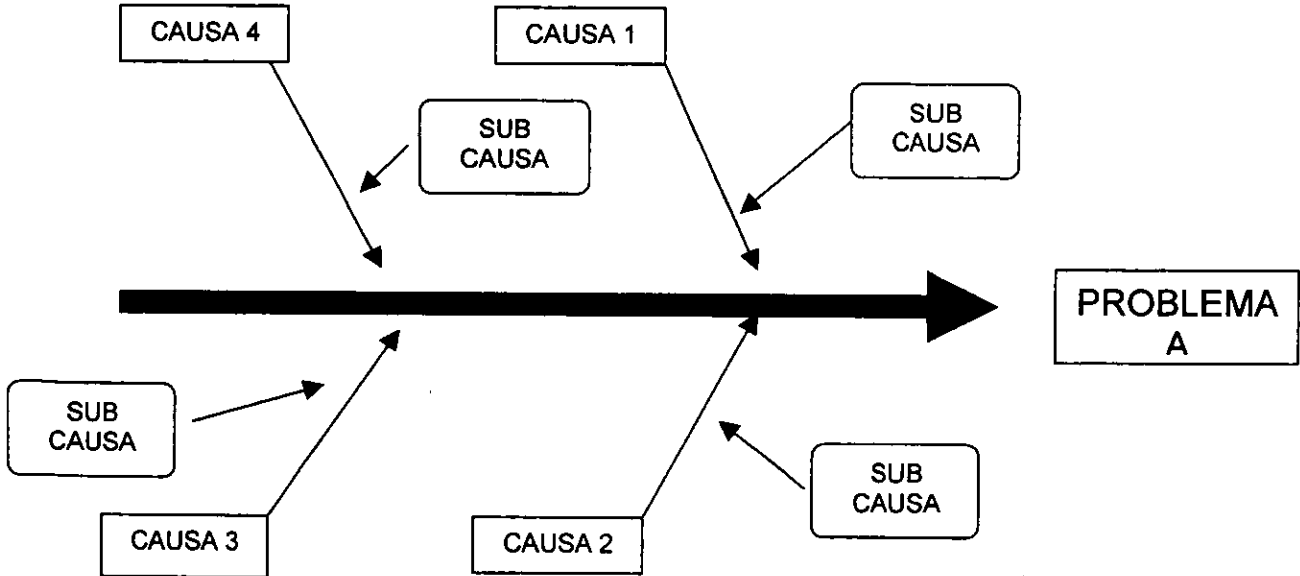 CAUSA 4
CAUSA 1
SUB
CAUSA
SUB
CAUSA
PROBLEMA
A
SUB
CAUSA
SUB
CAUSA
CAUSA 3
CAUSA 2